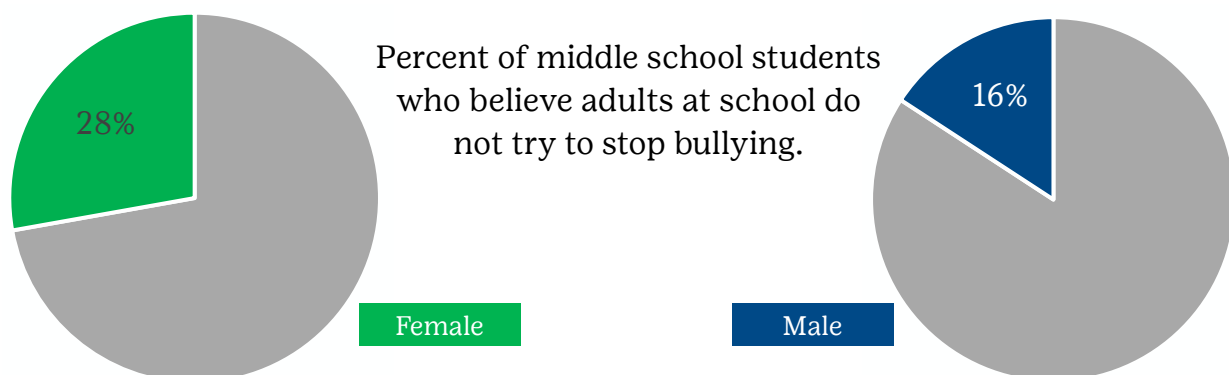 28%
Percent of middle school students
who believe adults at school do
not try to stop bullying.
16%
Female
Male